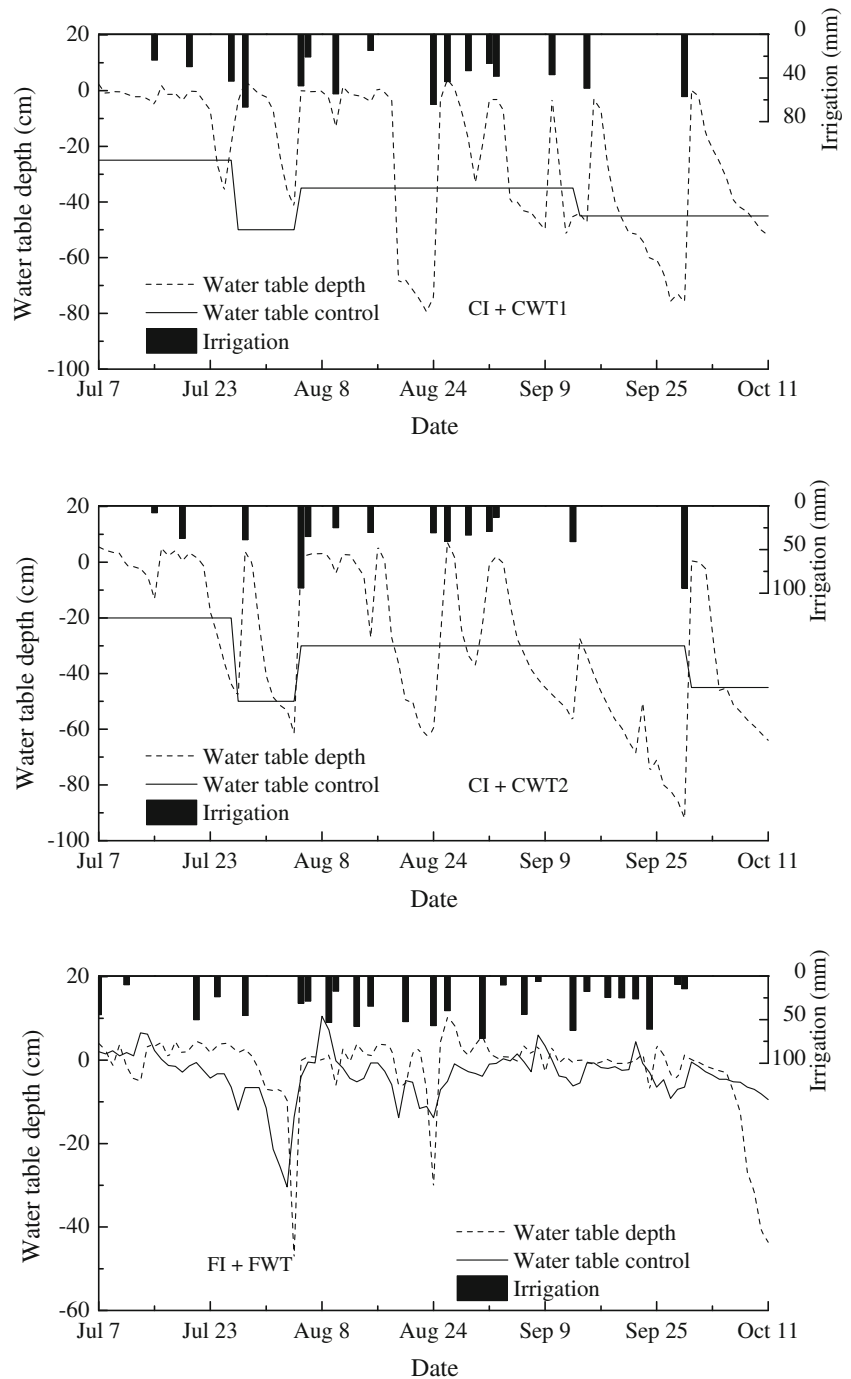 20
0
-20
-40
-60
-80
-100
Water table depth (cm)
0
40
80
Irrigation (mm)
Water table depth
Water table control
Irrigation
CI + CWT1
Jul 7 Jul 23 Aug 8 Aug 24 Sep 9 Sep 25 Oct 11
Date
20
0
-20
-40
-60
-80
-100
Water table depth (cm)
0
50
100
Irrigation (mm)
Water table depth
Water table control
Irrigation
CI + CWT2
Jul 7 Jul 23 Aug 8 Aug 24 Sep 9 Sep 25 Oct 11
Date
20
0
-20
-40
-60
Water table depth (cm)
0
50
100
Irrigation (mm)
FI + FWT
Water table depth
Water table control
Irrigation
Jul 7 Jul 23 Aug 8 Aug 24 Sep 9 Sep 25 Oct 11
Date